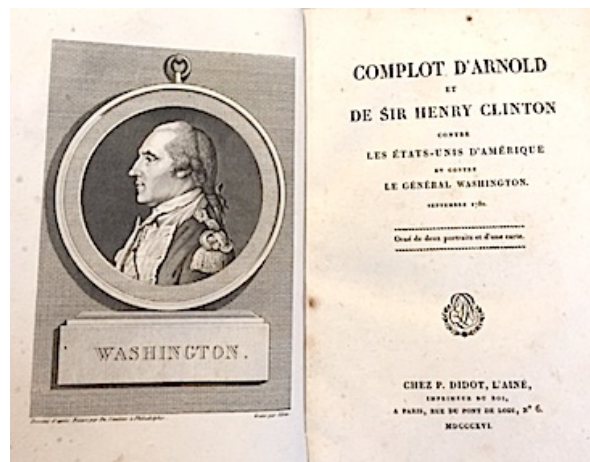 WASHINGTON.
COMPLOT D'ARNOLD
ET
DE SIR HENRY CLINTON
CONTRE
LES ÉTATS-UNIS D'AMÉRIQUE
ET CONTRE
LE GÉNÉRAL WASHINGTON.
SEPTEMBRE 1780.
Orné de deux portraits et d'une carte.
CHEZ P. DIDOT, L'AINÉ,
IMPRIMEUR DU ROI,
A PARIS, RUE DU PONT DE LODI, Nº 6.
MDCCCXVI.